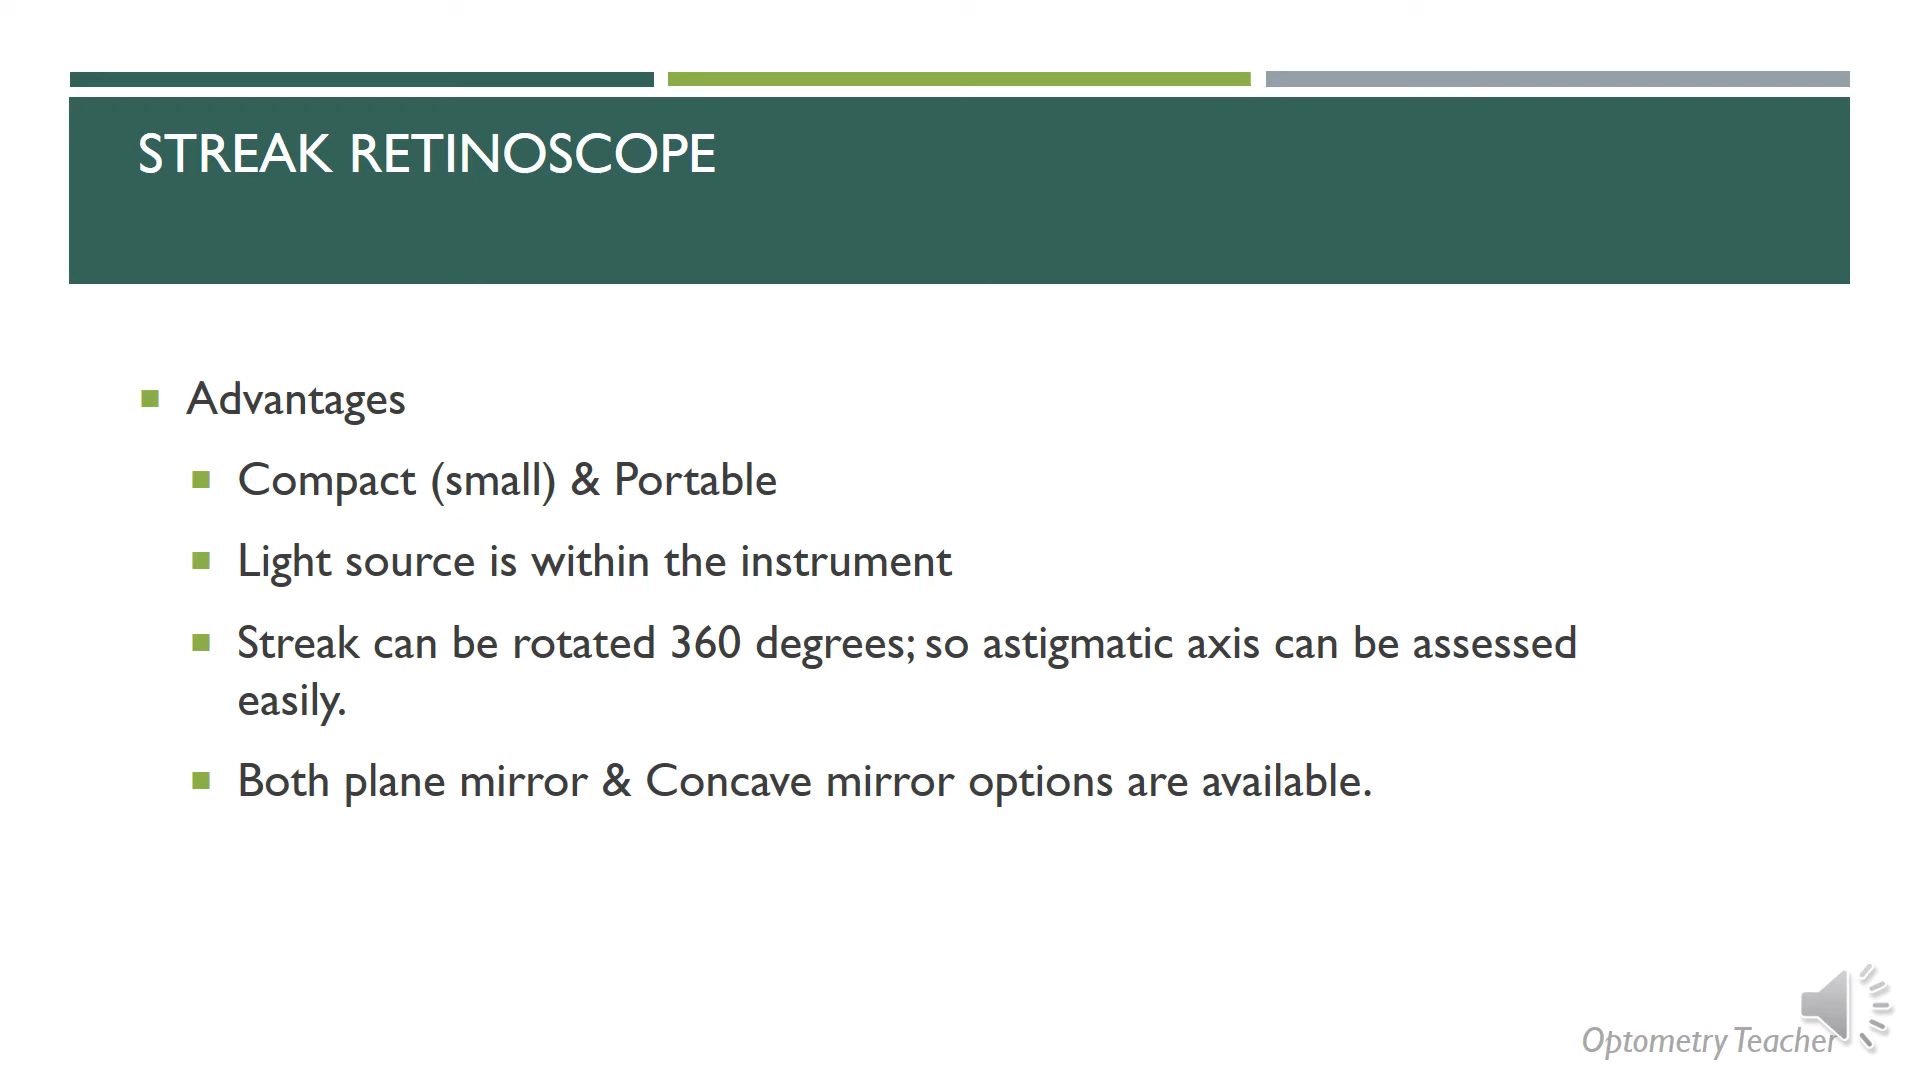 STREAK RETINOSCOPE
Advantages
Compact (small) & Portable
Light source is within the instrument
Streak can be rotated 360 degrees; so astigmatic axis can be assessed
easily.
Both plane mirror & Concave mirror options are available.
Optometry Teacher